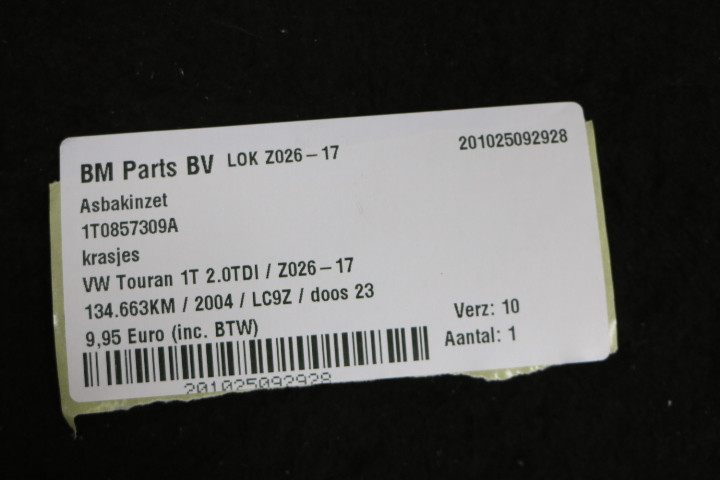 BM Parts BV LOK Z026-17 201025092928
Asbakinzet
1T0857309A
krasjes
VW Touran 1T 2.0TDI / Z026-17
134.663KM / 2004 / LC9Z / doos 23
9,95 Euro (inc. BTW) Verz: 10
Aantal: 1
201025092928